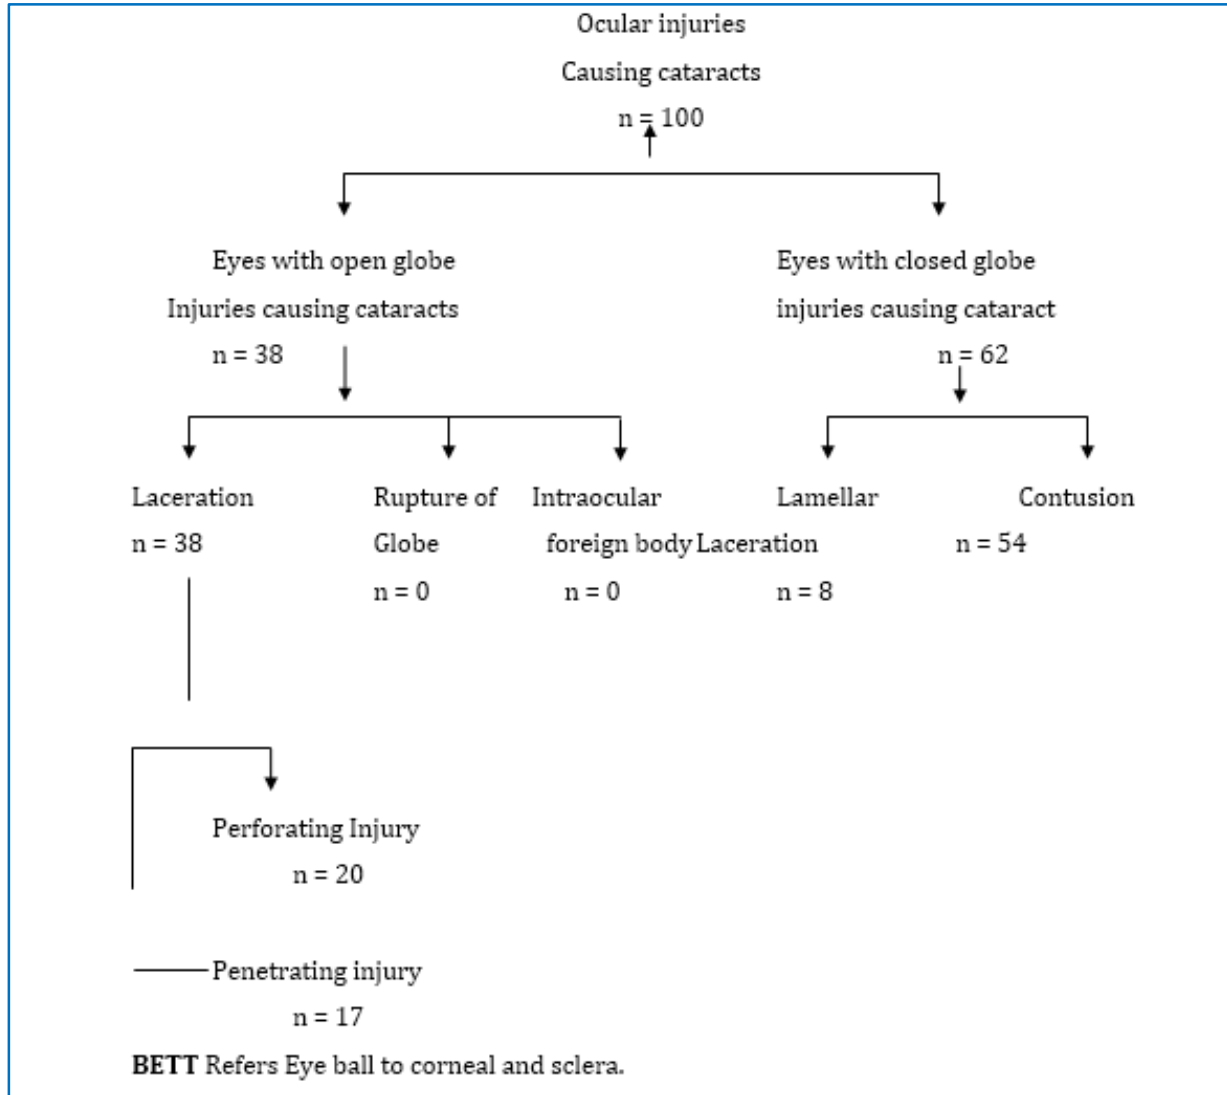 Ocular injuries
Causing cataracts
n = 100
Eyes with open globe
Injuries causing cataracts
n = 38
Eyes with closed globe
injuries causing cataract
n = 62
Laceration
n = 38
Rupture of
Globe
n = 0
Intraocular
foreign body
n = 0
Lamellar
Laceration
n = 8
Contusion
n = 54
Perforating Injury
n = 20
Penetrating injury
n = 17
BETT Refers Eye ball to corneal and sclera.